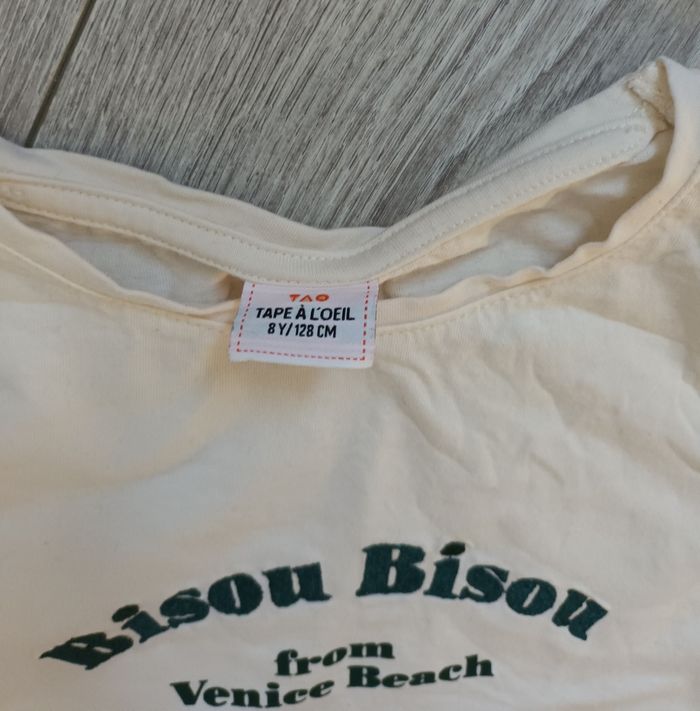 TAO
TAPE À L'OEIL
8 Y/128 CM
Bisou Bisou
from
Venice Beach